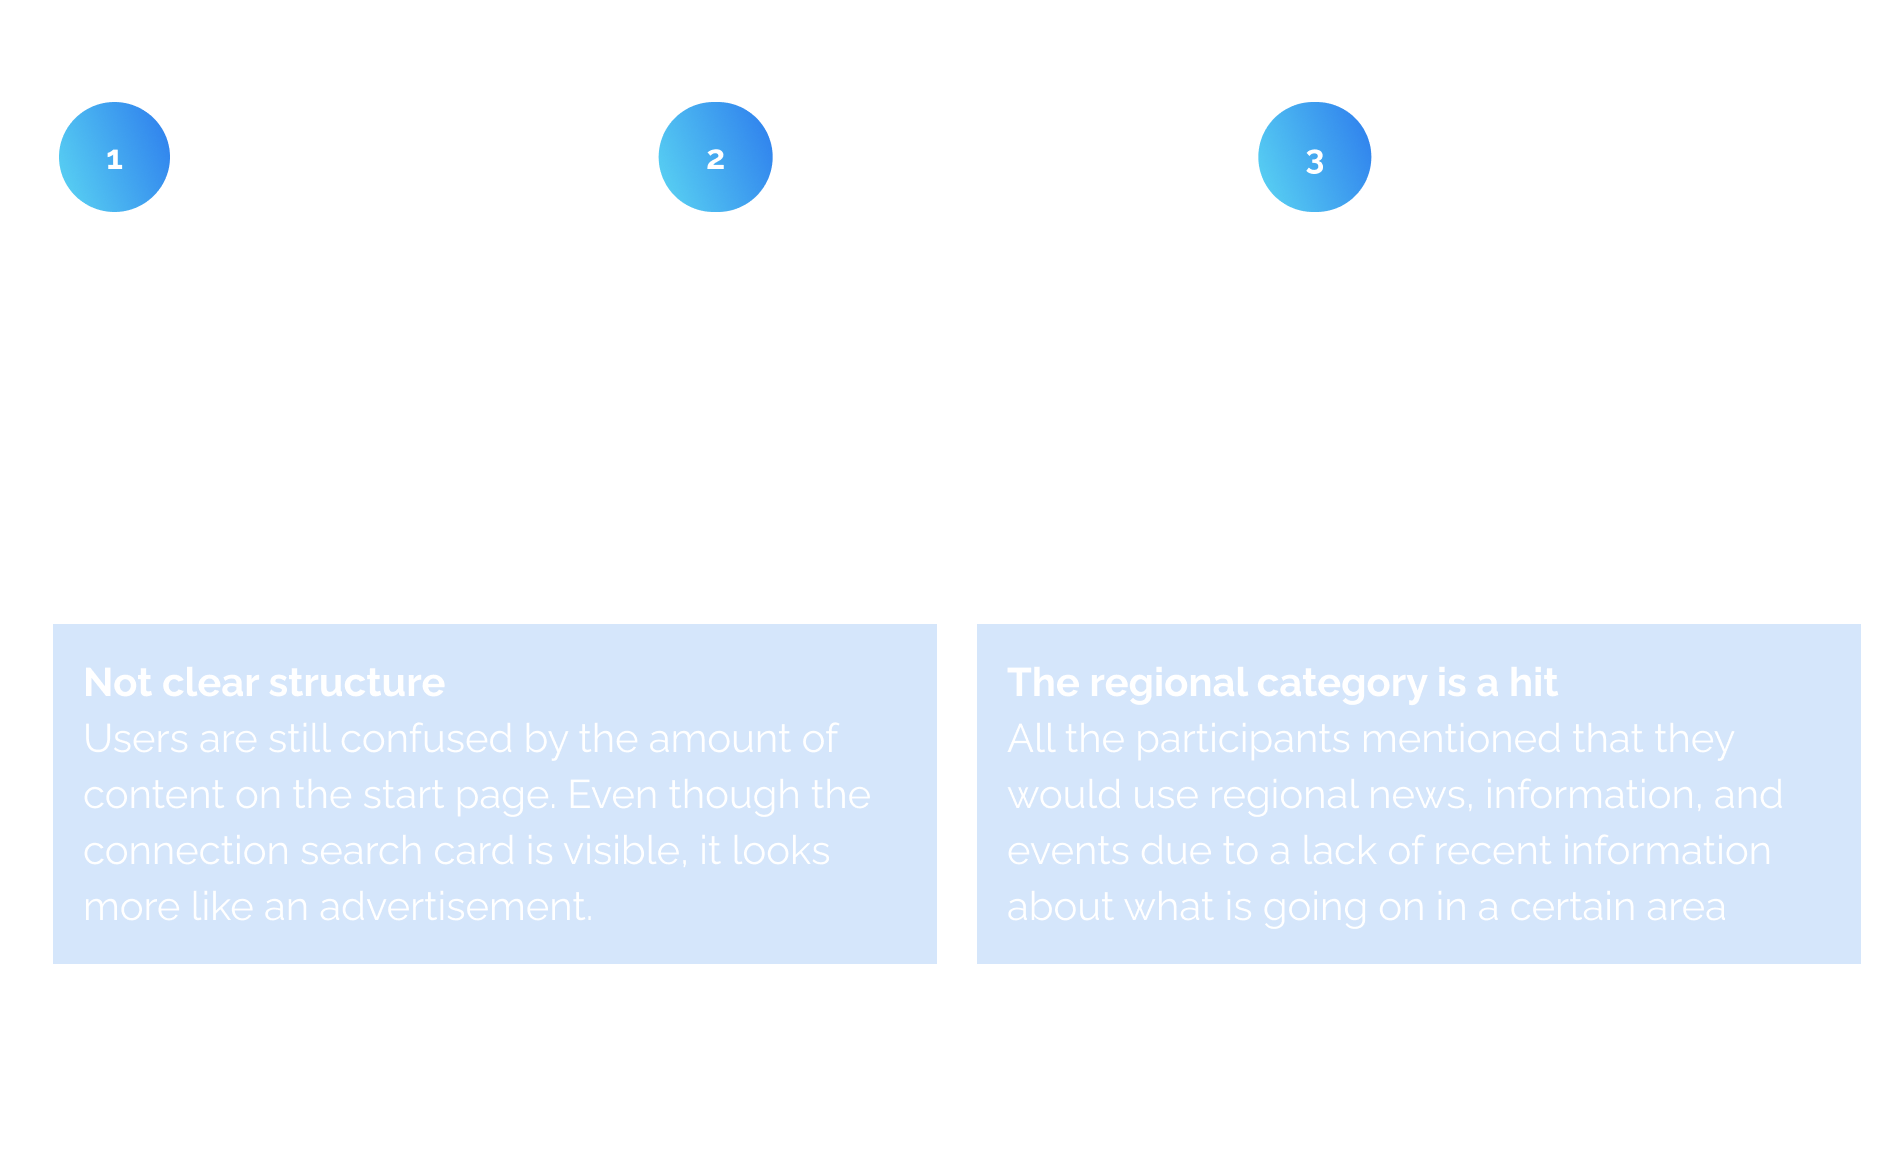 1
2
3
Not clear structure
Users are still confused by the amount of
content on the start page. Even though the
connection search card is visible, it looks
more like an advertisement.
The regional category is a hit
All the participants mentioned that they
would use regional news, information, and
events due to a lack of recent information
about what is going on in a certain area